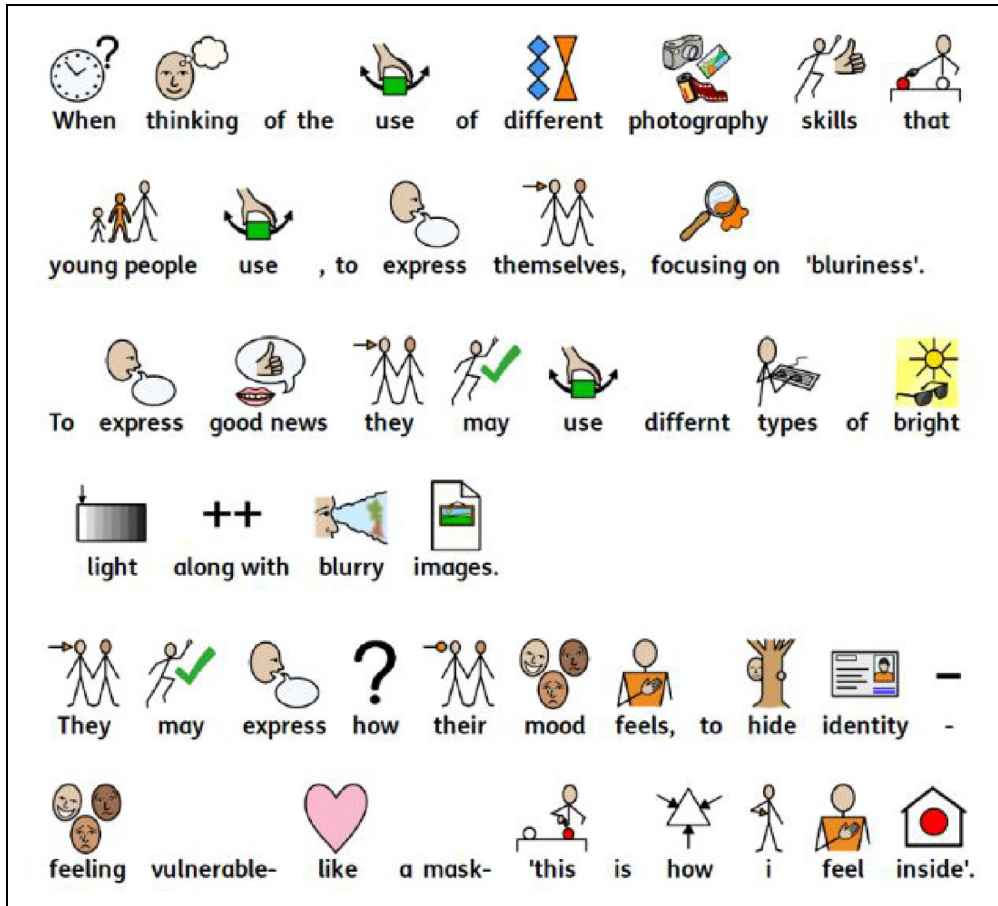 When thinking of the use of different photography skills that
young people use , to express themselves, focusing on 'bluriness'.
To express good news they may use differnt types of bright
light along with blurry images.
They may express how their mood feels, to hide identity -
feeling vulnerable- like a mask- 'this is how i feel inside'.